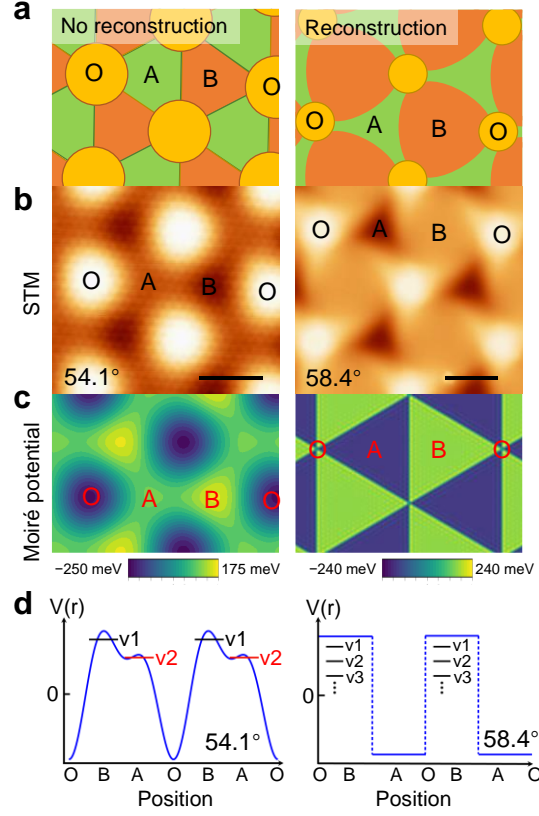 a
No reconstruction
Reconstruction
O A B O
O A B O
b
STM
O A B O
54.1°
O A B O
58.4°
c
Moiré potential
O A B O
O A B O
−250 meV 175 meV
−240 meV 240 meV
d
V(r)
v1 v1
v2 v2
0
54.1°
O B A O B A O
Position
V(r)
v1 v1
v2 v2
v3 v3
0
58.4°
O B A O B A O
Position